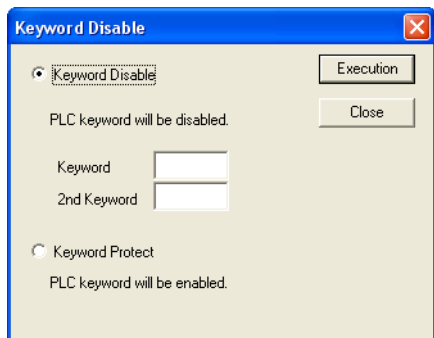 Keyword Disable
Keyword Disable
Execution
PLC keyword will be disabled.
Close
Keyword
2nd Keyword
Keyword Protect
PLC keyword will be enabled.